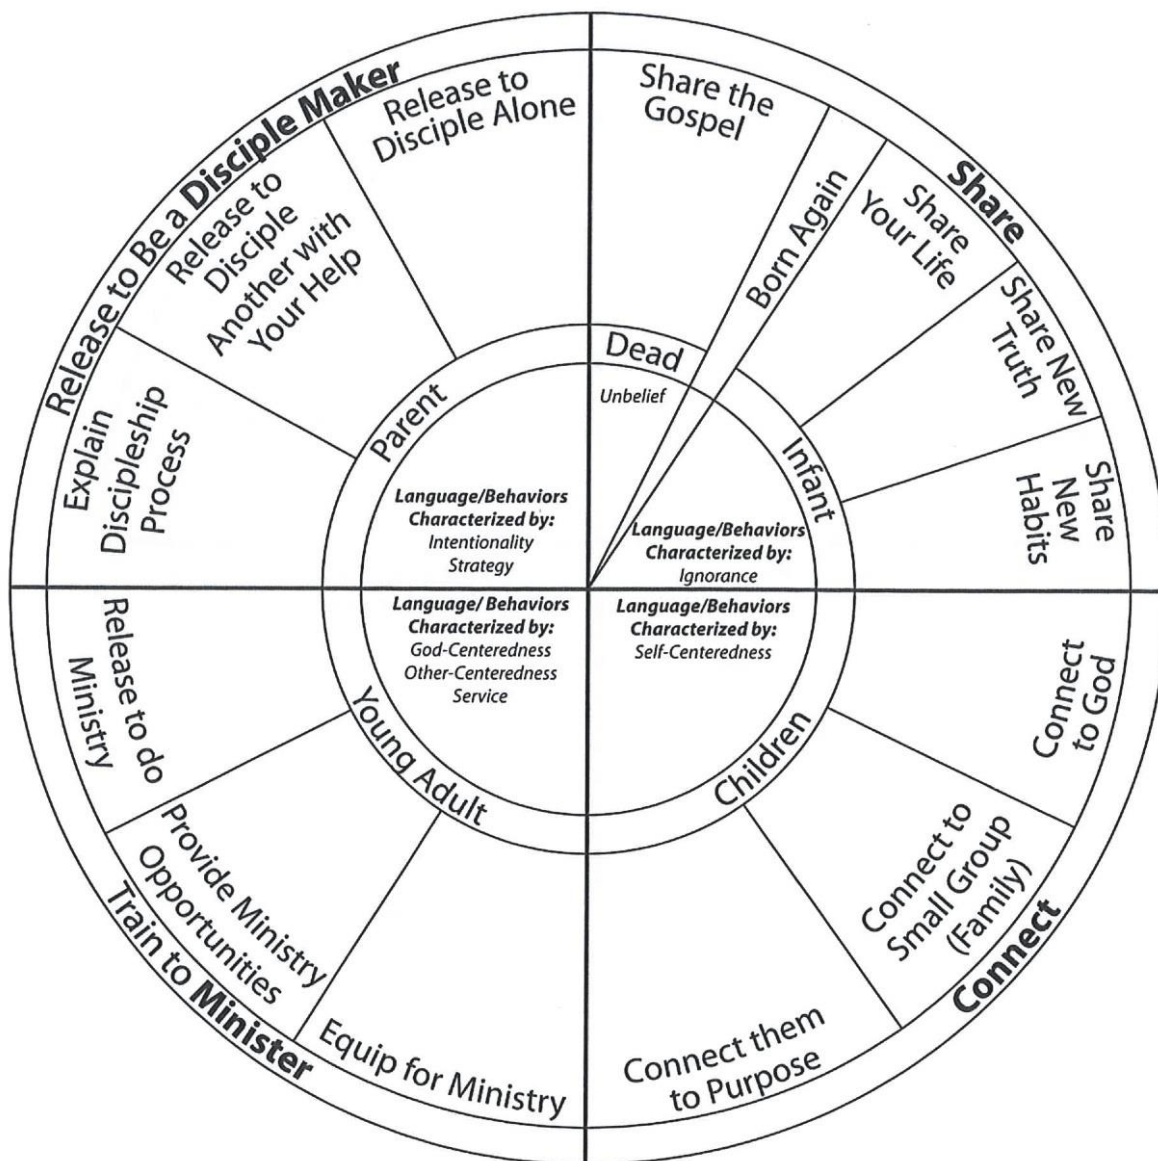 Share
Share the
Gospel
Born Again
Share
Your Life
Share New
Truth
Share
New
Habits
Dead
Unbelief
Infant
Language/Behaviors
Characterized by:
Ignorance
Connect
Connect
to God
Connect to
Small Group
(Family)
Connect them
to Purpose
Children
Language/Behaviors
Characterized by:
Self-Centeredness
Train to Minister
Equip for Ministry
Provide Ministry
Opportunities
Release to do
Ministry
Young Adult
Language/ Behaviors
Characterized by:
God-Centeredness
Other-Centeredness
Service
Release to Be a Disciple Maker
Explain
Discipleship
Process
Release to
Disciple
Another with
Your Help
Release to
Disciple Alone
Parent
Language/Behaviors
Characterized by:
Intentionality
Strategy